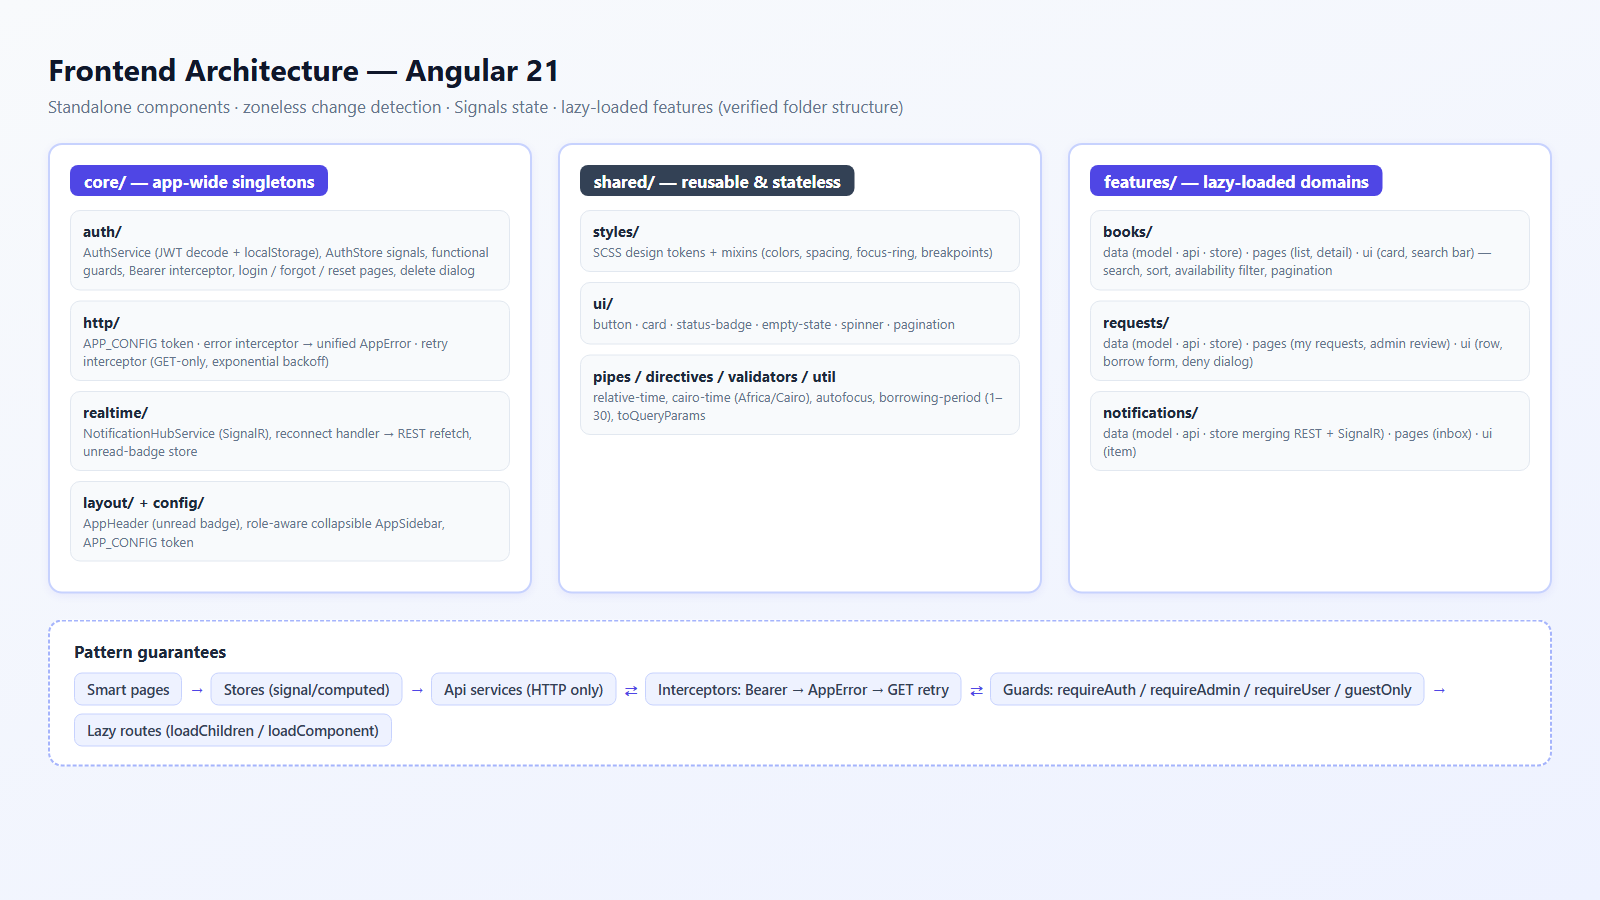 Frontend Architecture — Angular 21
Standalone components · zoneless change detection · Signals state · lazy-loaded features (verified folder structure)
core/ — app-wide singletons
auth/
AuthService (JWT decode + localStorage), AuthStore signals, functional
guards, Bearer interceptor, login / forgot / reset pages, delete dialog
http/
APP_CONFIG token · error interceptor → unified AppError · retry
interceptor (GET-only, exponential backoff)
realtime/
NotificationHubService (SignalR), reconnect handler → REST refetch,
unread-badge store
layout/ + config/
AppHeader (unread badge), role-aware collapsible AppSidebar,
APP_CONFIG token
shared/ — reusable & stateless
styles/
SCSS design tokens + mixins (colors, spacing, focus-ring, breakpoints)
ui/
button · card · status-badge · empty-state · spinner · pagination
pipes / directives / validators / util
relative-time, cairo-time (Africa/Cairo), autofocus, borrowing-period (1–
30), toQueryParams
features/ — lazy-loaded domains
books/
data (model · api · store) · pages (list, detail) · ui (card, search bar) —
search, sort, availability filter, pagination
requests/
data (model · api · store) · pages (my requests, admin review) · ui (row,
borrow form, deny dialog)
notifications/
data (model · api · store merging REST + SignalR) · pages (inbox) · ui
(item)
Pattern guarantees
Smart pages → Stores (signal/computed) → Api services (HTTP only) ⇄ Interceptors: Bearer → AppError → GET retry ⇄ Guards: requireAuth / requireAdmin / requireUser / guestOnly →
Lazy routes (loadChildren / loadComponent)